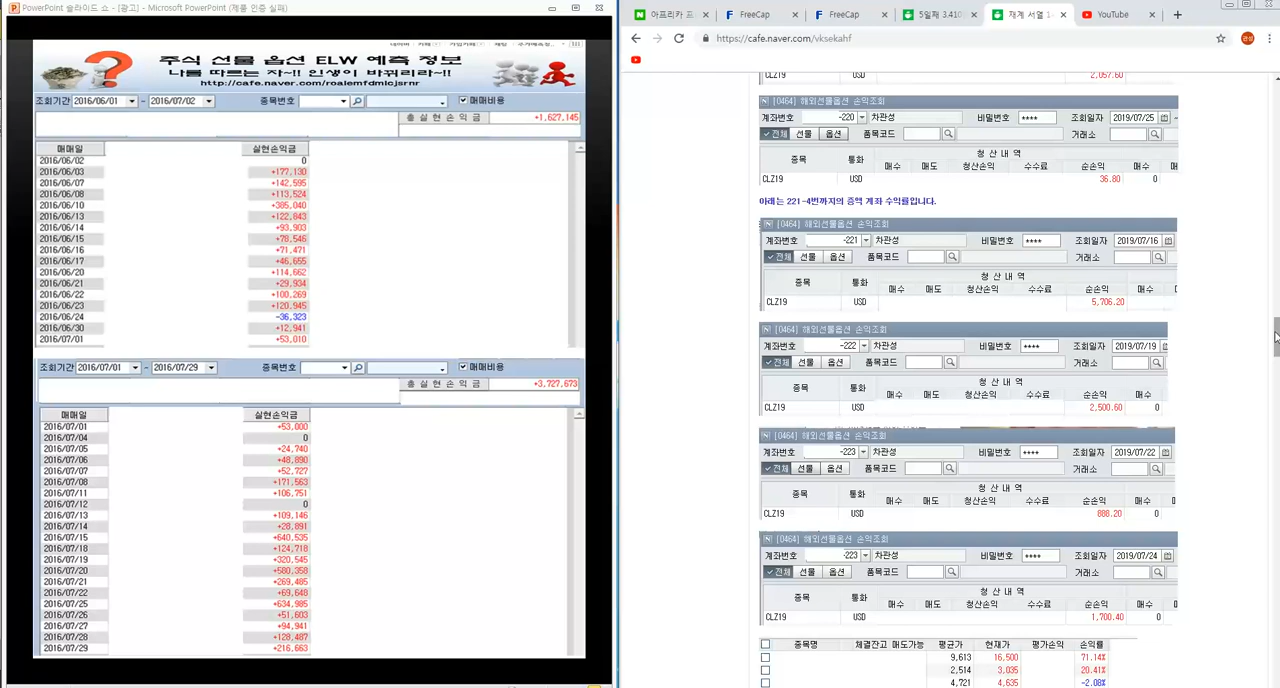 PowerPoint 슬라이드 쇼 - [광고] - Microsoft PowerPoint (제품 인증 실패)
주식 선물 옵션 ELW 예측 정보
나를 따르는 자~!! 인생이 바뀌리라~!!
http://cafe.naver.com/roalemfdmlcjsrnr
조회기간 2016/06/01 ~ 2016/07/02 종목번호 매매비용
총 실 현 손 익 금 +1,627,145
매매일 실현손익금
2016/06/02 0
2016/06/03 +177,130
2016/06/07 +142,595
2016/06/08 +113,524
2016/06/10 +385,040
2016/06/13 +122,643
2016/06/14 +93,903
2016/06/15 +78,546
2016/06/16 +71,471
2016/06/17 +46,655
2016/06/20 +114,662
2016/06/21 +29,934
2016/06/22 +100,269
2016/06/23 +120,945
2016/06/24 -36,323
2016/06/30 +12,941
2016/07/01 +53,010
조회기간 2016/07/01 ~ 2016/07/29 종목번호 매매비용
총 실 현 손 익 금 +3,727,673
매매일 실현손익금
2016/07/01 +53,000
2016/07/04 0
2016/07/05 +24,740
2016/07/06 +48,890
2016/07/07 +52,727
2016/07/08 +171,563
2016/07/11 +106,751
2016/07/12 0
2016/07/13 +109,146
2016/07/14 +28,891
2016/07/15 +640,535
2016/07/18 +124,718
2016/07/19 +320,545
2016/07/20 +580,358
2016/07/21 +269,485
2016/07/22 +69,648
2016/07/25 +634,985
2016/07/26 +51,603
2016/07/27 +94,941
2016/07/28 +128,487
2016/07/29 +216,663
아프리카 프 FreeCap FreeCap 5일째 3.410 재계 서열 1 YouTube
https://cafe.naver.com/vksekahf
CLZ19 USD 2,057.60
[0464] 해외선물옵션 손익조회
계좌번호 -220 차관성 비밀번호 **** 조회일자 2019/07/25
전체 선물 옵션 품목코드 거래소
종목 통화 청 산 내 역
매수 매도 청산손익 수수료 순손익 매수
CLZ19 USD 36.80 0
아래는 221-4번까지의 증액 계좌 수익률입니다.
[0464] 해외선물옵션 손익조회
계좌번호 -221 차관성 비밀번호 **** 조회일자 2019/07/16
전체 선물 옵션 품목코드 거래소
종목 통화 청 산 내 역
매수 매도 청산손익 수수료 순손익 매수
CLZ19 USD 5,706.20 0
[0464] 해외선물옵션 손익조회
계좌번호 -222 차관성 비밀번호 **** 조회일자 2019/07/19
전체 선물 옵션 품목코드 거래소
종목 통화 청 산 내 역
매수 매도 청산손익 수수료 순손익 매수
CLZ19 USD 2,500.60 0
[0464] 해외선물옵션 손익조회
계좌번호 -223 차관성 비밀번호 **** 조회일자 2019/07/22
전체 선물 옵션 품목코드 거래소
종목 통화 청 산 내 역
매수 매도 청산손익 수수료 순손익 매수
CLZ19 USD 888.20 0
[0464] 해외선물옵션 손익조회
계좌번호 -223 차관성 비밀번호 **** 조회일자 2019/07/24
전체 선물 옵션 품목코드 거래소
종목 통화 청 산 내 역
매수 매도 청산손익 수수료 순손익 매수
CLZ19 USD 1,700.40 0
종목명 체결잔고 매도가능 평균가 현재가 평가손익 손익률
9,613 16,500 71.14%
2,514 3,035 20.41%
4,721 4,635 -2.08%